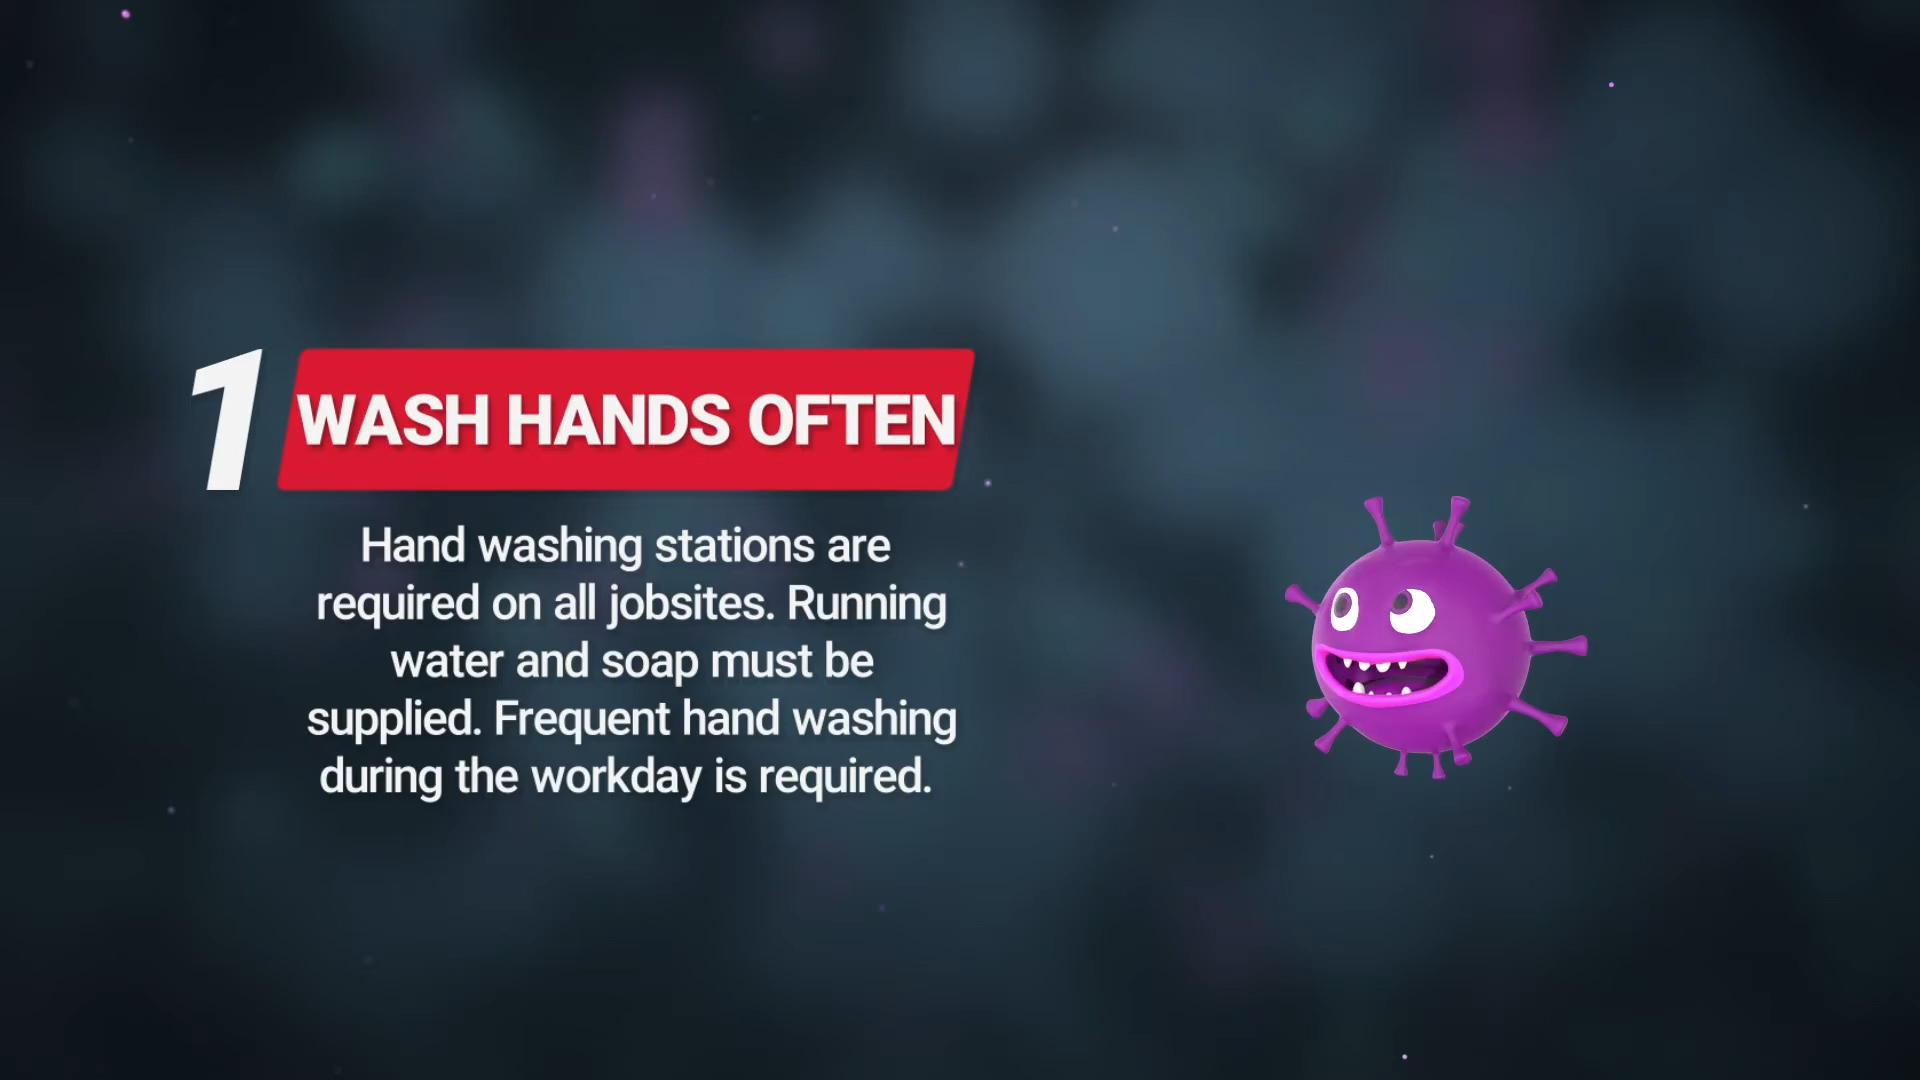 1 WASH HANDS OFTEN
Hand washing stations are
required on all jobsites. Running
water and soap must be
supplied. Frequent hand washing
during the workday is required.